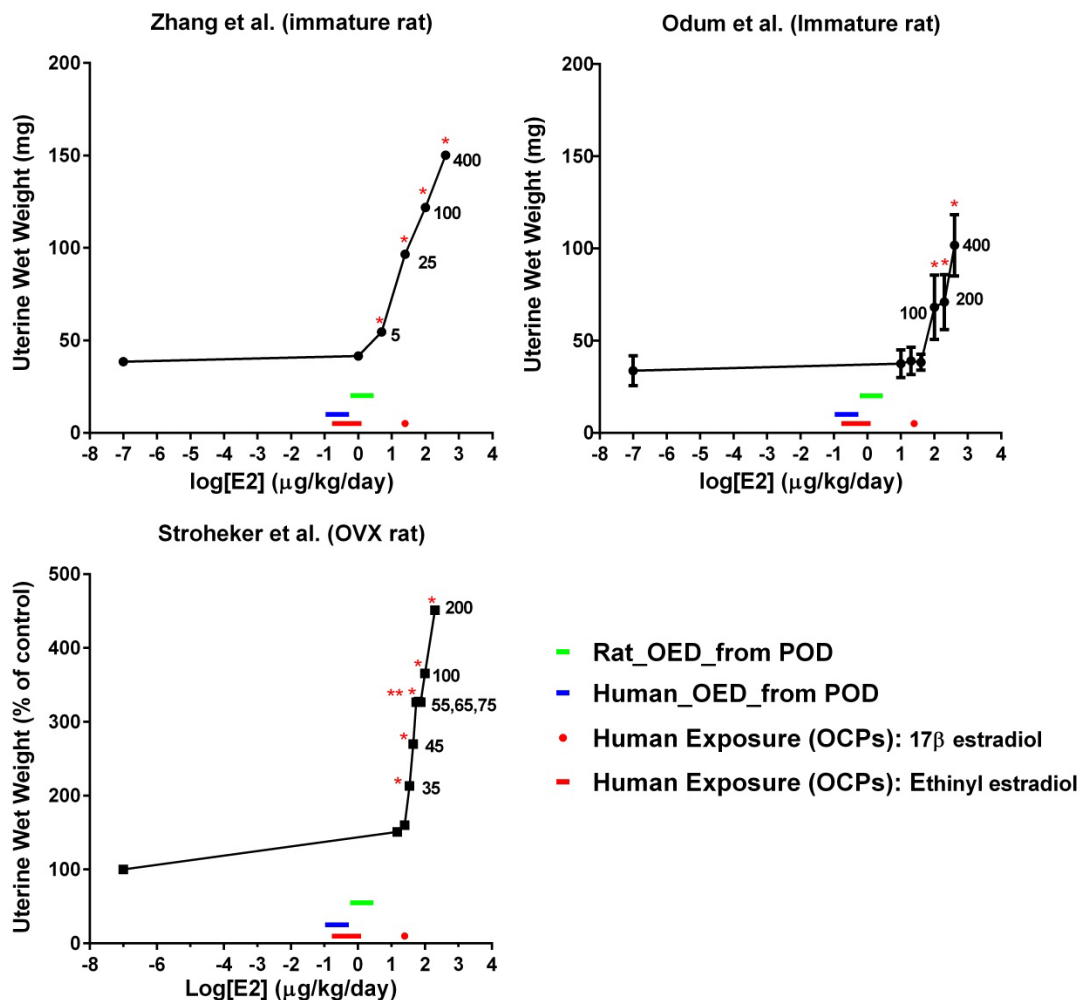 Zhang et al. (immature rat)
Uterine Wet Weight (mg)
200
150
100
50
0
* 400
* 100
* 25
* 5
-8 -7 -6 -5 -4 -3 -2 -1 0 1 2 3 4
log[E2] (μg/kg/day)
Odum et al. (Immature rat)
Uterine Wet Weight (mg)
200
150
100
50
0
* 400
* *
100 200
-8 -7 -6 -5 -4 -3 -2 -1 0 1 2 3 4
log[E2] (μg/kg/day)
Stroheker et al. (OVX rat)
Uterine Wet Weight (% of control)
500
400
300
200
100
0
* 200
* 100
** * 55,65,75
* 45
* 35
-8 -7 -6 -5 -4 -3 -2 -1 0 1 2 3 4
Log[E2] (μg/kg/day)
Rat_OED_from POD
Human_OED_from POD
Human Exposure (OCPs): 17β estradiol
Human Exposure (OCPs): Ethinyl estradiol